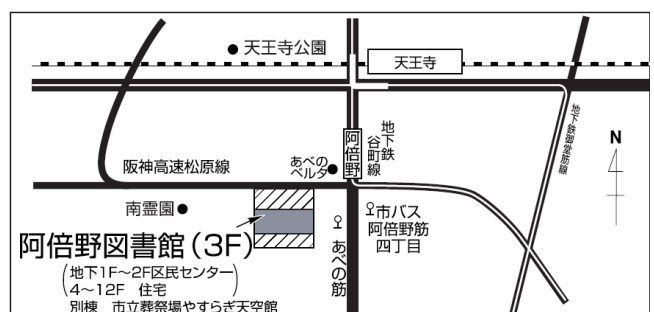 天王寺公園
天王寺
地下鉄
谷町線
阿倍野
地下鉄御堂筋線
N
阪神高速松原線
あべの
ベルタ
南霊園
市バス
阿倍野筋
四丁目
あべの筋
阿倍野図書館(3F)
(地下1F～2F区民センター)
(4～12F 住宅)
別棟 市立葬祭場やすらぎ天空館